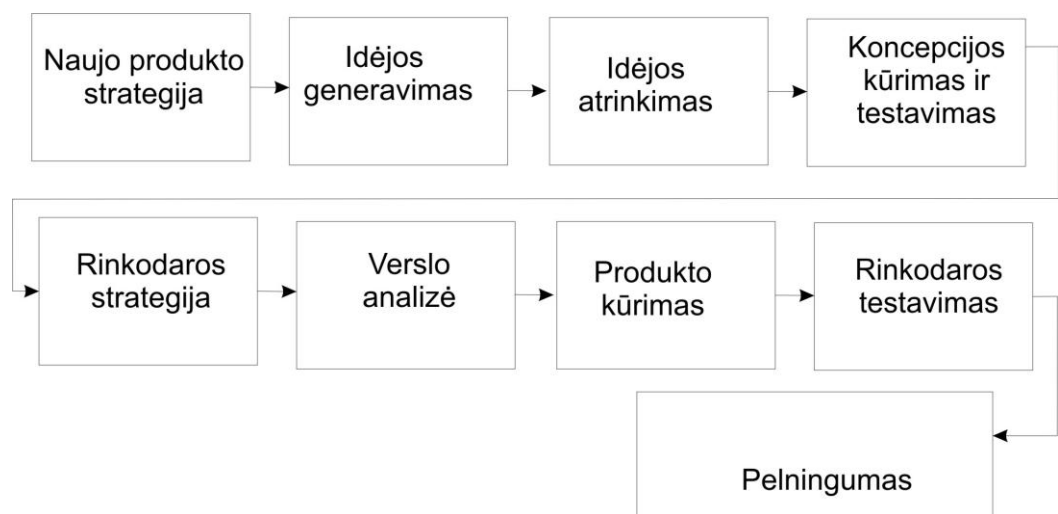 Naujo produkto
strategija
Idėjos
generavimas
Idėjos
atrinkimas
Koncepcijos
kūrimas ir
testavimas
Rinkodaros
strategija
Verslo
analizė
Produkto
kūrimas
Rinkodaros
testavimas
Pelningumas